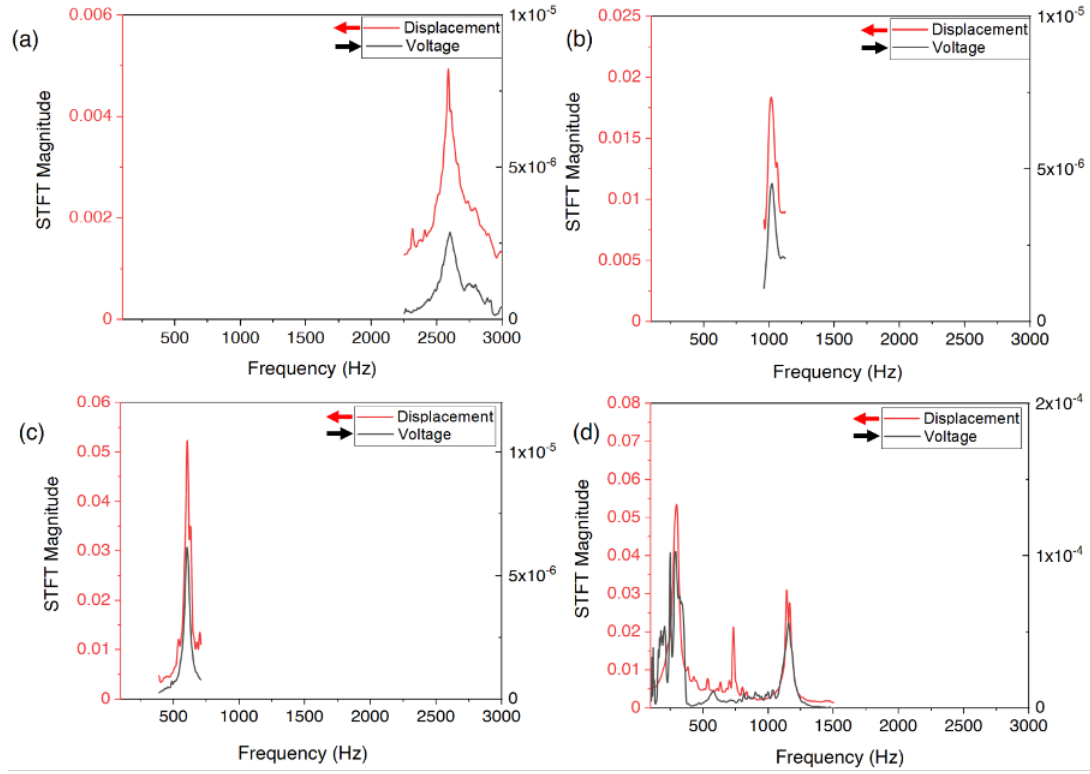 (a)
Displacement
Voltage
STFT Magnitude
0.006
0.004
0.002
0
1x10-5
5x10-6
0
500 1000 1500 2000 2500 3000
Frequency (Hz)
(b)
Displacement
Voltage
STFT Magnitude
0.025
0.02
0.015
0.01
0.005
0
1x10-5
5x10-6
0
500 1000 1500 2000 2500 3000
Frequency (Hz)
(c)
Displacement
Voltage
STFT Magnitude
0.06
0.05
0.04
0.03
0.02
0.01
0
1x10-5
5x10-6
0
500 1000 1500 2000 2500 3000
Frequency (Hz)
(d)
Displacement
Voltage
STFT Magnitude
0.08
0.07
0.06
0.05
0.04
0.03
0.02
0.01
0
2x10-4
1x10-4
0
500 1000 1500 2000 2500 3000
Frequency (Hz)